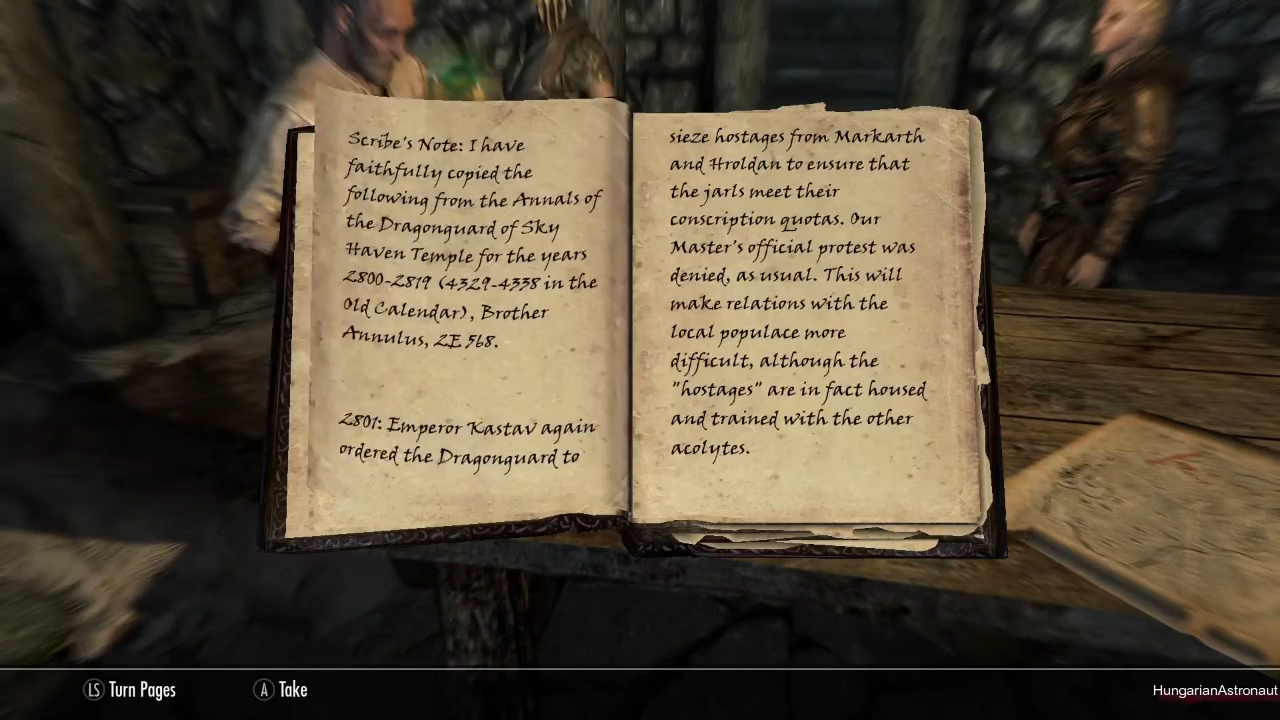 Scribe's Note: I have
faithfully copied the
following from the Annals of
the Dragonguard of Sky
Haven Temple for the years
2800-2819 (4329-4338 in the
Old Calendar), Brother
Annulus, 2E 568.
2801: Emperor Kastav again
ordered the Dragonguard to
sieze hostages from Markarth
and Hroldan to ensure that
the jarls meet their
conscription quotas. Our
Master's official protest was
denied, as usual. This will
make relations with the
local populace more
difficult, although the
"hostages" are in fact housed
and trained with the other
acolytes.
LS Turn Pages
A Take
HungarianAstronaut